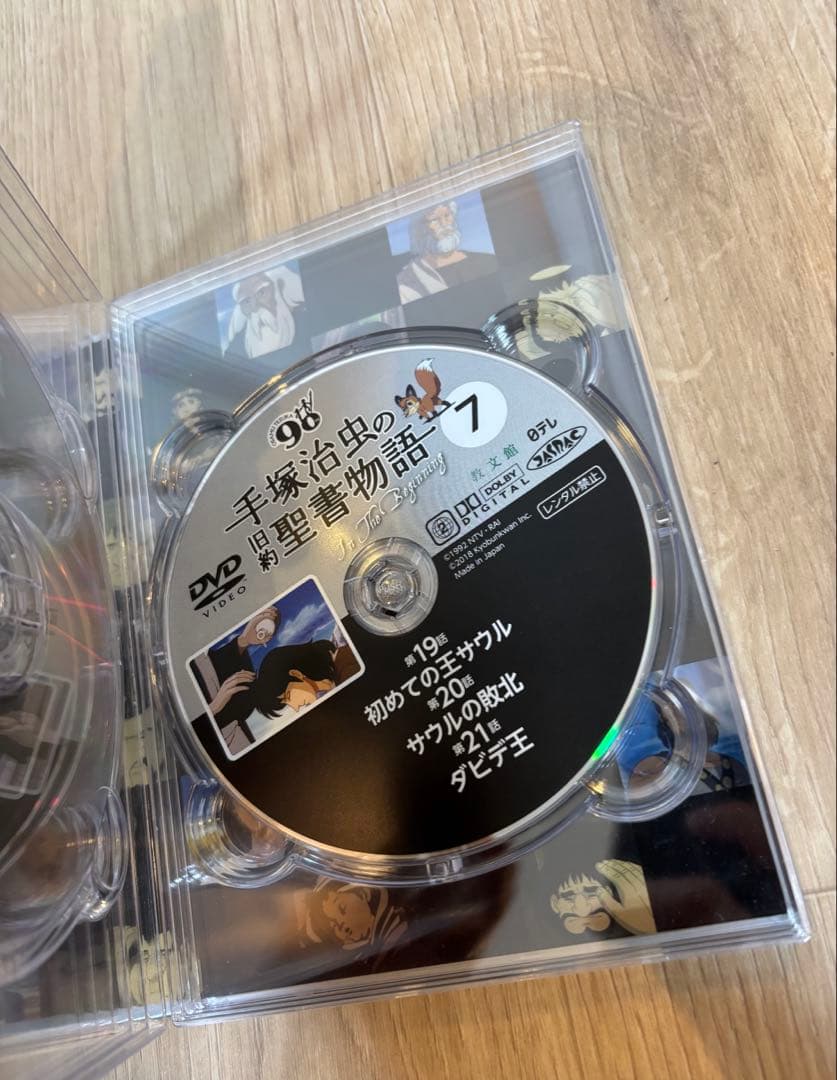 OSAMU TEZUKA
90th
手塚治虫の
旧約
聖書物語
In The Beginning
7
教文館
日テレ
JASRAC
DVD
VIDEO
2
DOLBY
DIGITAL
レンタル禁止
©1992 NTV・RAI
©2018 Kyobunkwan Inc.
Made in Japan
第19話
初めての王サウル
第20話
サウルの敗北
第21話
ダビデ王